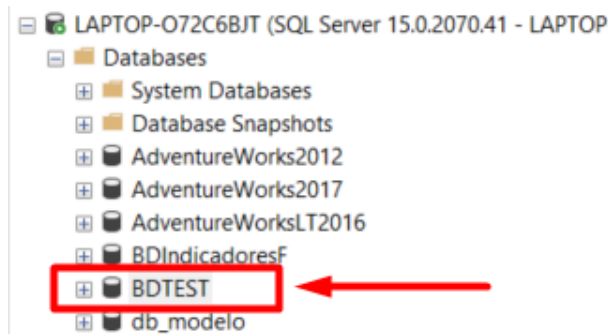 LAPTOP-O72C6BJT (SQL Server 15.0.2070.41 - LAPTOP
Databases
System Databases
Database Snapshots
AdventureWorks2012
AdventureWorks2017
AdventureWorksLT2016
BDIndicadoresF
BDTEST
db_modelo